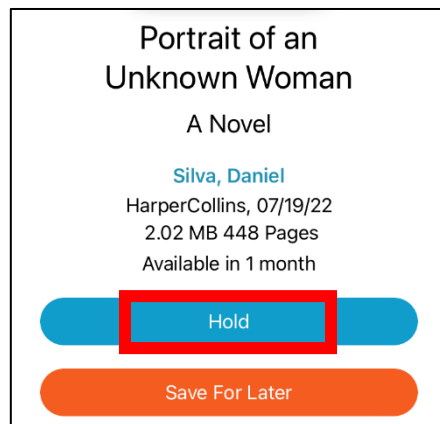 Portrait of an
Unknown Woman
A Novel
Silva, Daniel
HarperCollins, 07/19/22
2.02 MB 448 Pages
Available in 1 month
Hold
Save For Later